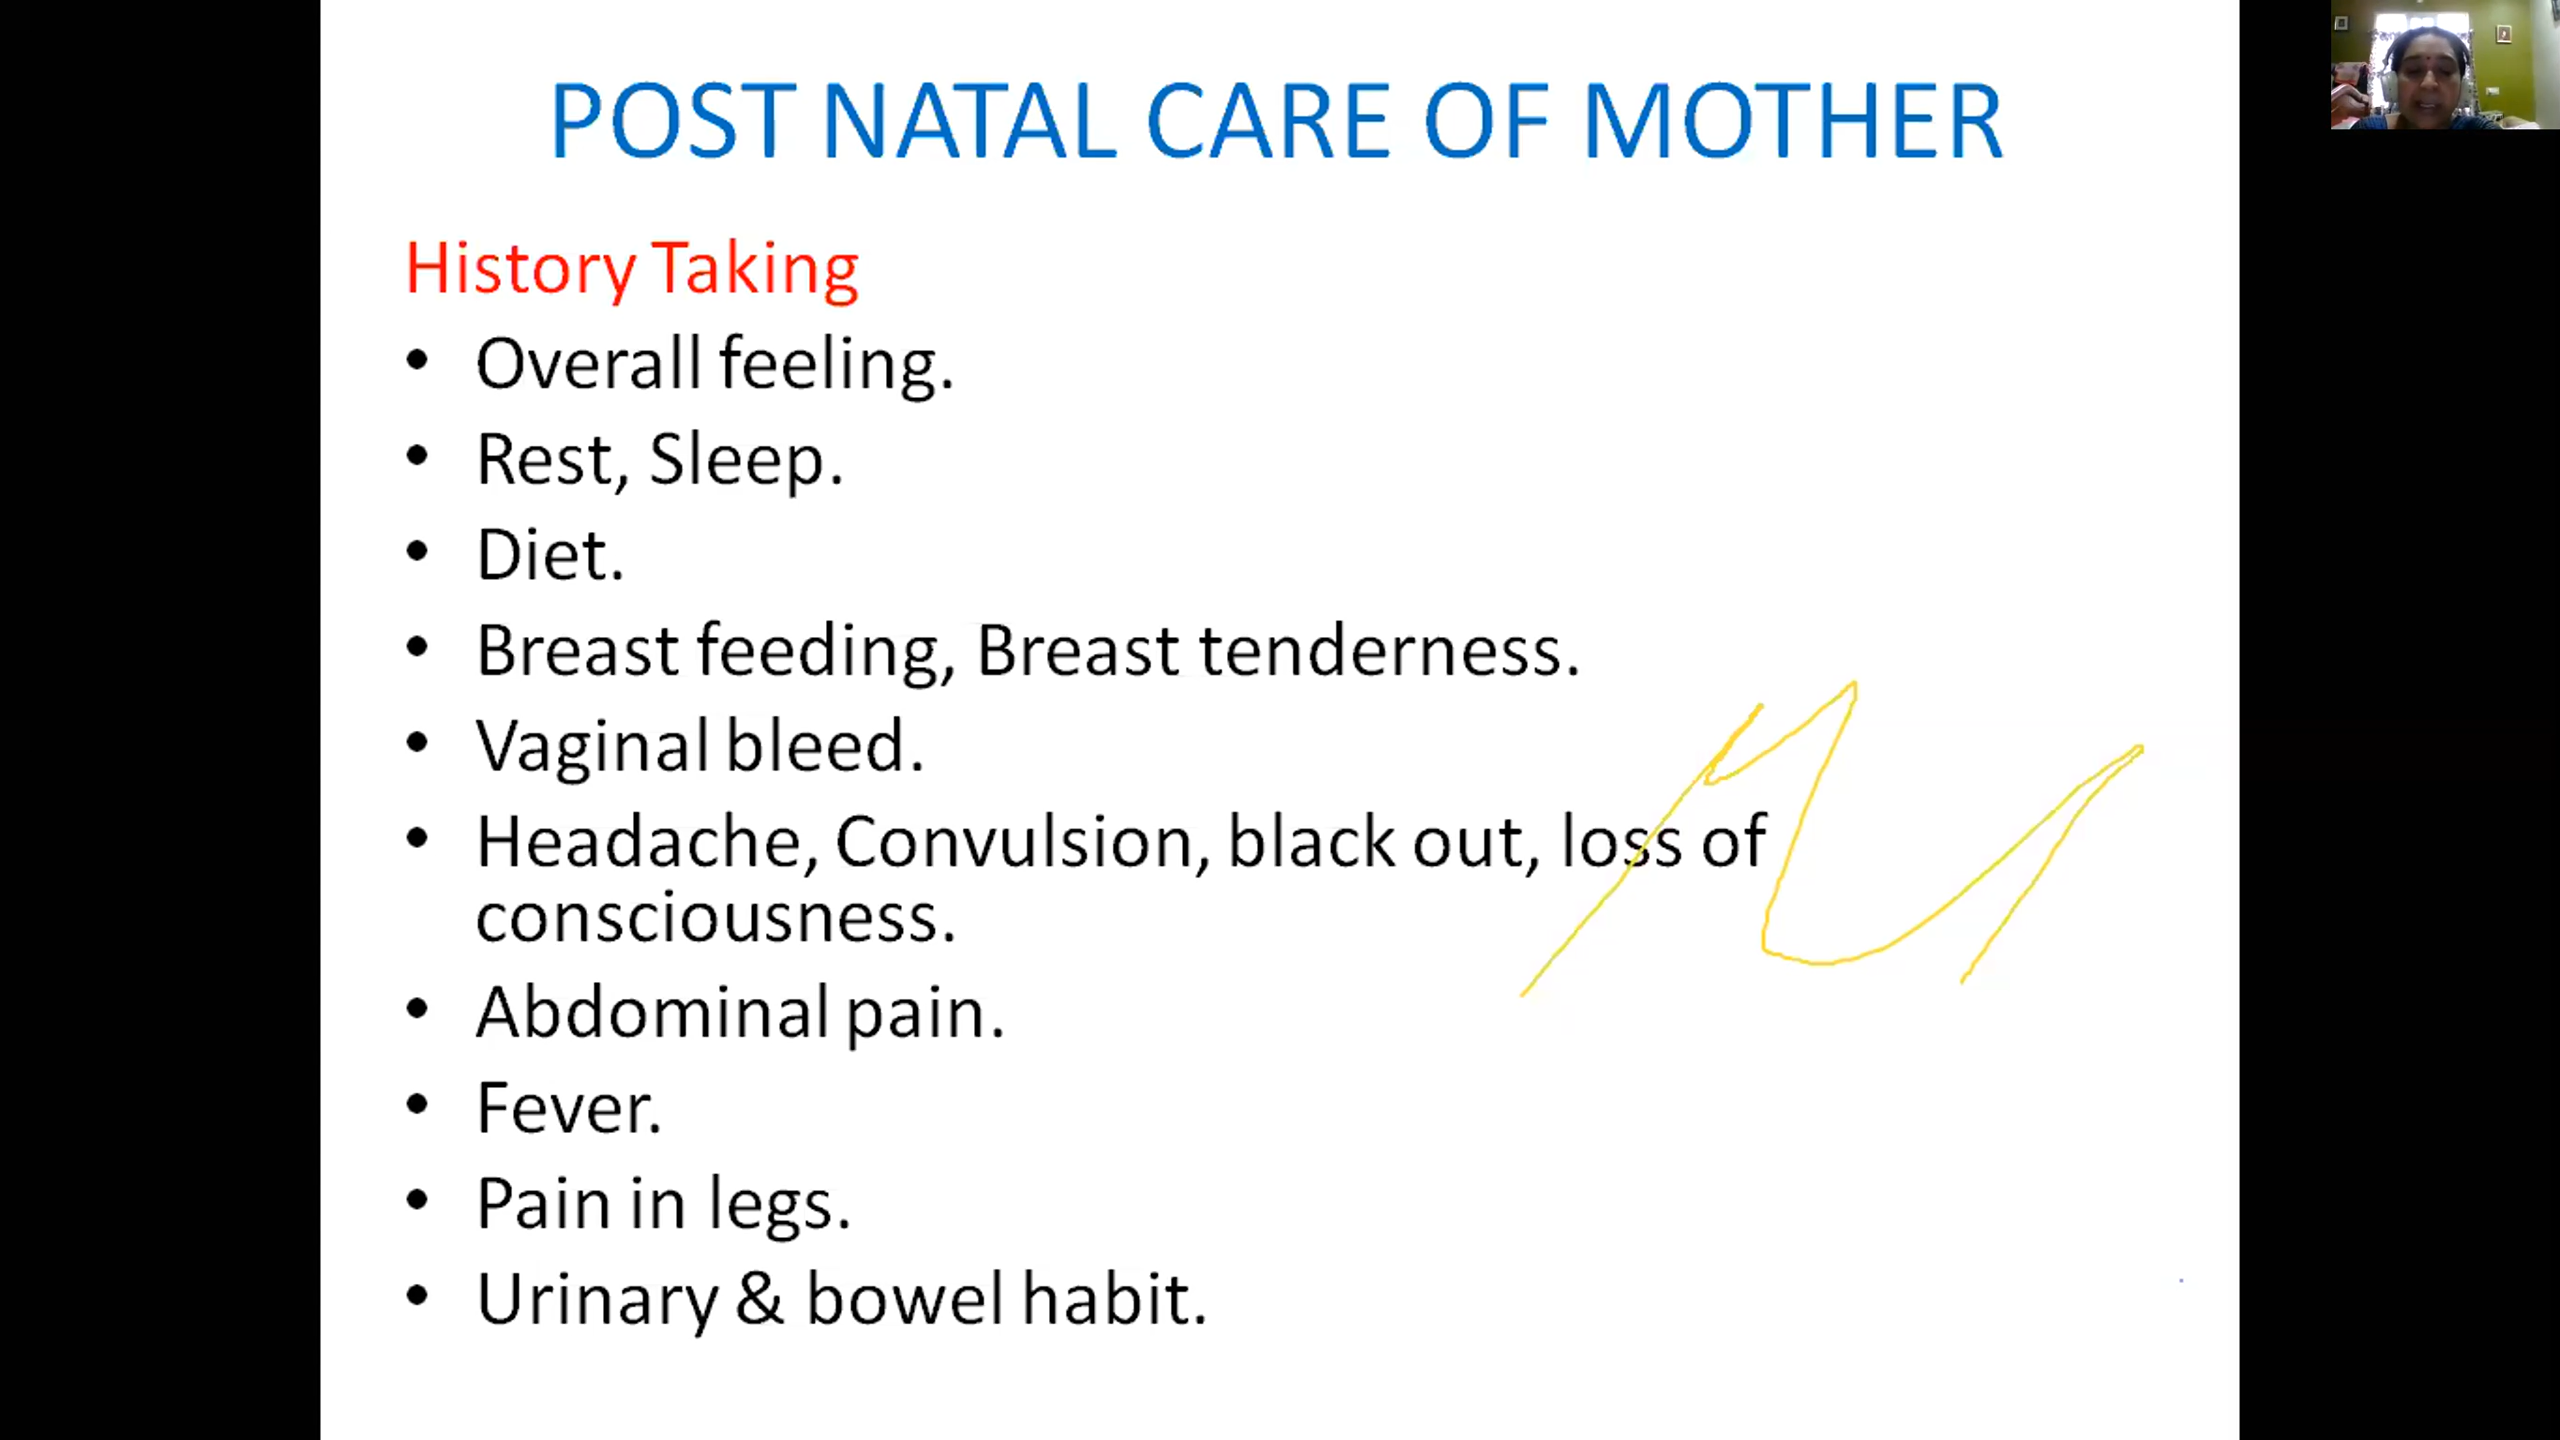 POST NATAL CARE OF MOTHER
History Taking
• Overall feeling.
• Rest, Sleep.
• Diet.
• Breast feeding, Breast tenderness.
• Vaginal bleed.
• Headache, Convulsion, black out, loss of
consciousness.
• Abdominal pain.
• Fever.
• Pain in legs.
• Urinary & bowel habit.